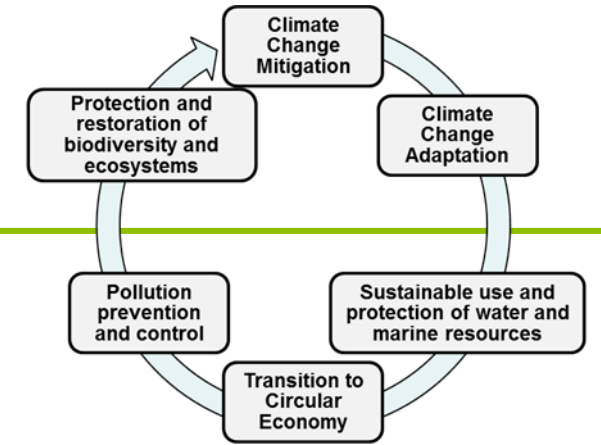 Climate
Change
Mitigation
Climate
Change
Adaptation
Sustainable use and
protection of water and
marine resources
Transition to
Circular
Economy
Pollution
prevention
and control
Protection and
restoration of
biodiversity and
ecosystems